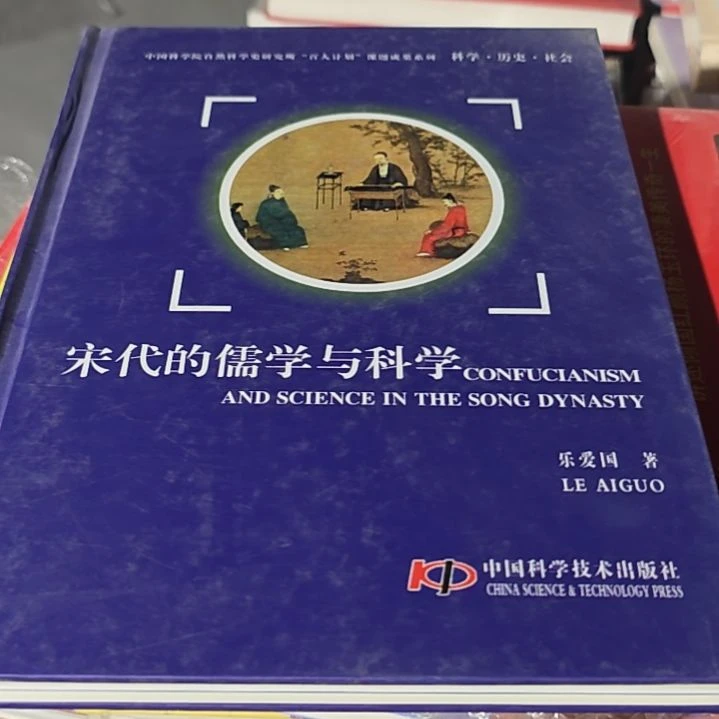 中国科学院自然科学史研究所“百人计划”课题成果系列 科学·历史·社会
宋代的儒学与科学CONFUCIANISM
AND SCIENCE IN THE SONG DYNASTY
乐爱国 著
LE AIGUO
中国科学技术出版社
CHINA SCIENCE & TECHNOLOGY PRESS